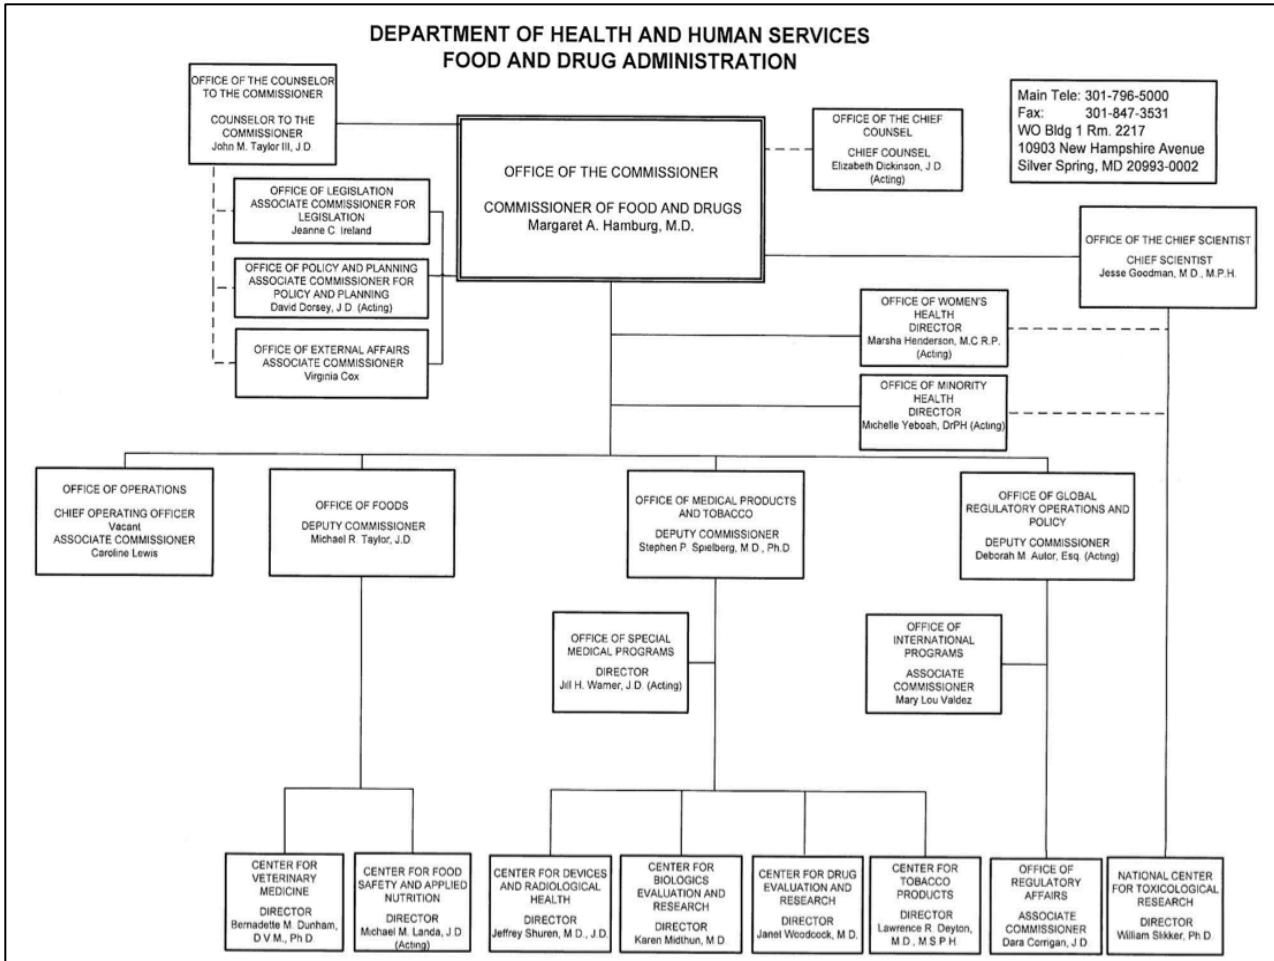 DEPARTMENT OF HEALTH AND HUMAN SERVICES
FOOD AND DRUG ADMINISTRATION
OFFICE OF THE COUNSELOR
TO THE COMMISSIONER
COUNSELOR TO THE
COMMISSIONER
John M. Taylor III, J.D.
OFFICE OF THE COMMISSIONER
COMMISSIONER OF FOOD AND DRUGS
Margaret A. Hamburg, M.D.
OFFICE OF THE CHIEF
COUNSEL
CHIEF COUNSEL
Elizabeth Dickinson, J.D.
(Acting)
Main Tele: 301-796-5000
Fax: 301-847-3531
WO Bldg 1 Rm. 2217
10903 New Hampshire Avenue
Silver Spring, MD 20993-0002
OFFICE OF LEGISLATION
ASSOCIATE COMMISSIONER FOR
LEGISLATION
Jeanne C. Ireland
OFFICE OF POLICY AND PLANNING
ASSOCIATE COMMISSIONER FOR
POLICY AND PLANNING
David Dorsey, J.D. (Acting)
OFFICE OF EXTERNAL AFFAIRS
ASSOCIATE COMMISSIONER
Virginia Cox
OFFICE OF THE CHIEF SCIENTIST
CHIEF SCIENTIST
Jesse Goodman, M.D., M.P.H.
OFFICE OF WOMEN'S
HEALTH
DIRECTOR
Marsha Henderson, M.C.R.P.
(Acting)
OFFICE OF MINORITY
HEALTH
DIRECTOR
Michelle Yeboah, DrPH (Acting)
OFFICE OF OPERATIONS
CHIEF OPERATING OFFICER
Vacant
ASSOCIATE COMMISSIONER
Caroline Lewis
OFFICE OF FOODS
DEPUTY COMMISSIONER
Michael R. Taylor, J.D.
OFFICE OF MEDICAL PRODUCTS
AND TOBACCO
DEPUTY COMMISSIONER
Stephen P. Spielberg, M.D., Ph.D.
OFFICE OF GLOBAL
REGULATORY OPERATIONS AND
POLICY
DEPUTY COMMISSIONER
Deborah M. Autor, Esq. (Acting)
OFFICE OF SPECIAL
MEDICAL PROGRAMS
DIRECTOR
Jill H. Warner, J.D. (Acting)
OFFICE OF
INTERNATIONAL
PROGRAMS
ASSOCIATE
COMMISSIONER
Mary Lou Valdez
CENTER FOR
VETERINARY
MEDICINE
DIRECTOR
Bernadette M. Dunham,
D.V.M., Ph.D.
CENTER FOR FOOD
SAFETY AND APPLIED
NUTRITION
DIRECTOR
Michael M. Landa, J.D.
(Acting)
CENTER FOR DEVICES
AND RADIOLOGICAL
HEALTH
DIRECTOR
Jeffrey Shuren, M.D., J.D.
CENTER FOR
BIOLOGICS
EVALUATION AND
RESEARCH
DIRECTOR
Karen Midthun, M.D.
CENTER FOR DRUG
EVALUATION AND
RESEARCH
DIRECTOR
Janet Woodcock, M.D.
CENTER FOR
TOBACCO
PRODUCTS
DIRECTOR
Lawrence R. Deyton,
M.D., M.S.P.H.
OFFICE OF
REGULATORY
AFFAIRS
ASSOCIATE
COMMISSIONER
Dara Corrigan, J.D.
NATIONAL CENTER
FOR TOXICOLOGICAL
RESEARCH
DIRECTOR
William Slikker, Ph.D.